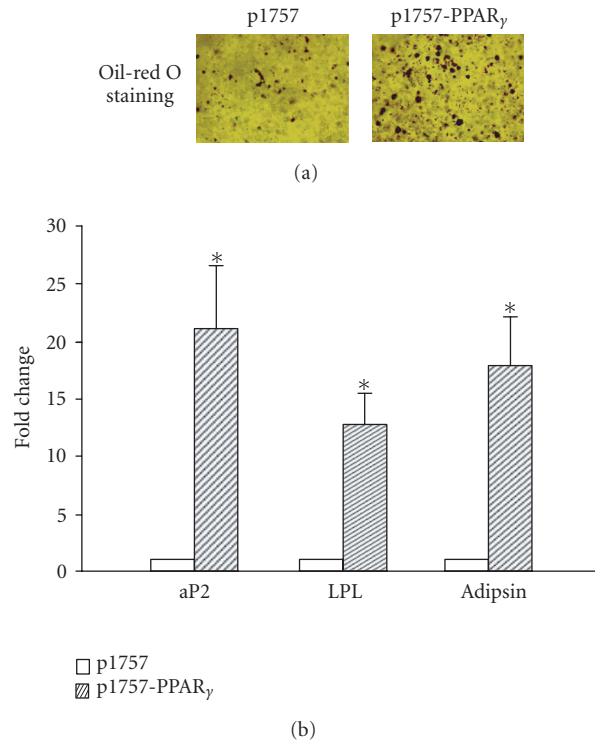 p1757
p1757-PPARγ
Oil-red O
staining
(a)
30
25
20
15
10
5
0
Fold change
*
*
*
aP2
LPL
Adipsin
p1757
p1757-PPARγ
(b)